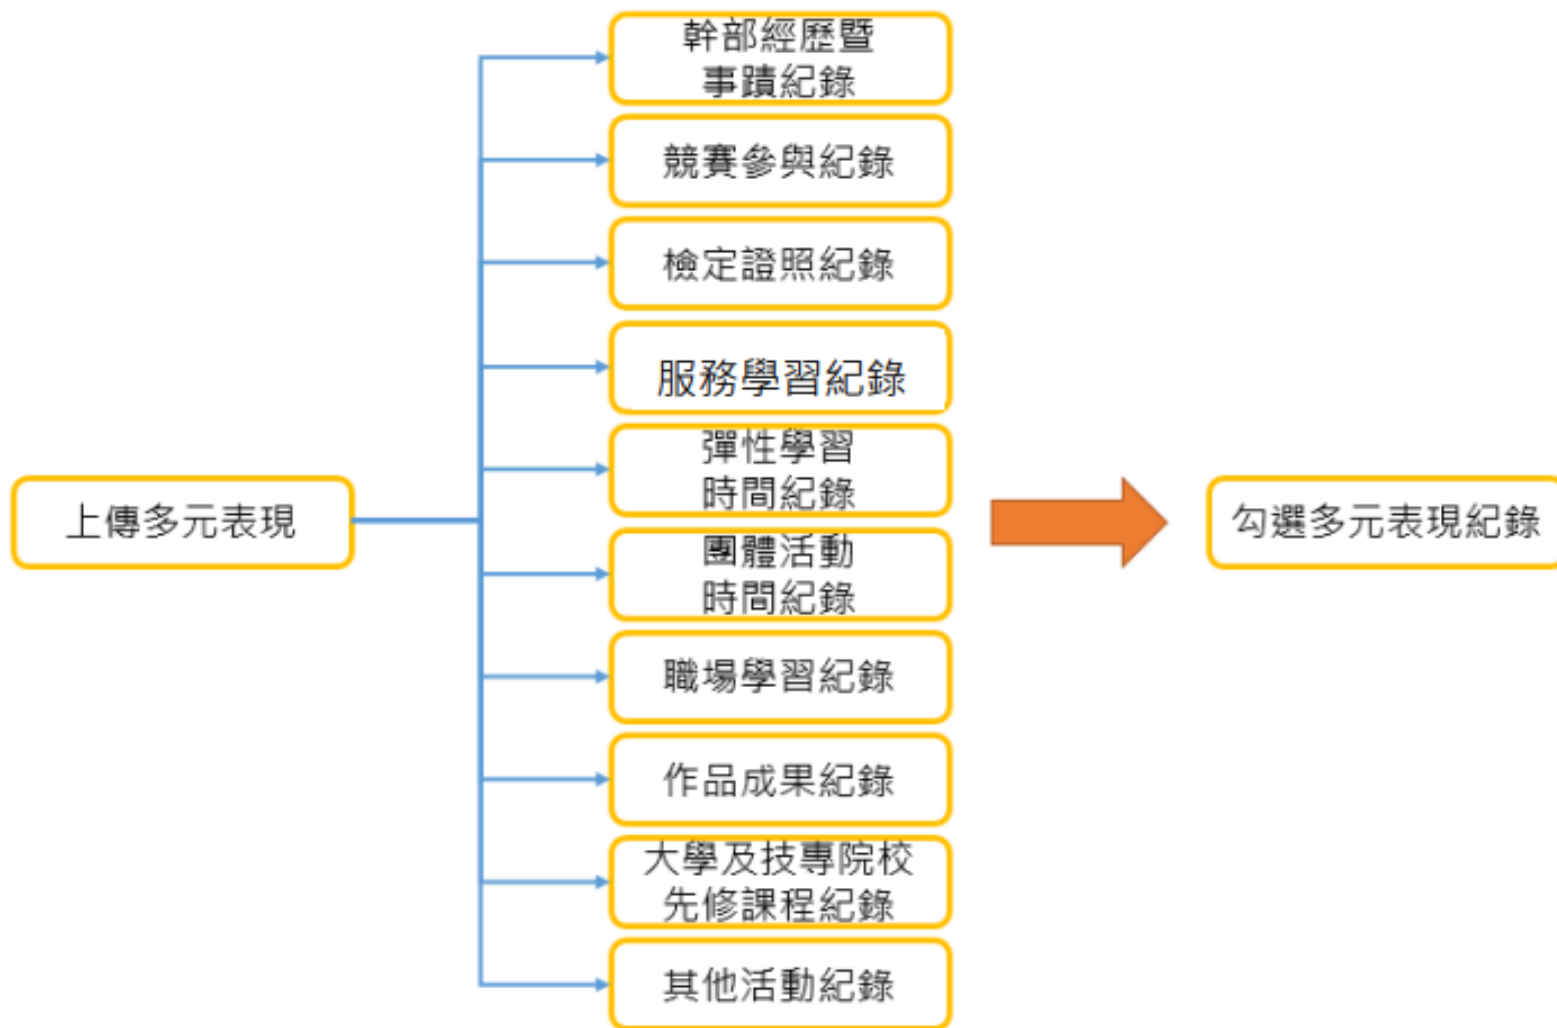 上傳多元表現
幹部經歷暨
事蹟紀錄
競賽參與紀錄
檢定證照紀錄
服務學習紀錄
彈性學習
時間紀錄
團體活動
時間紀錄
職場學習紀錄
作品成果紀錄
大學及技專院校
先修課程紀錄
其他活動紀錄
勾選多元表現紀錄